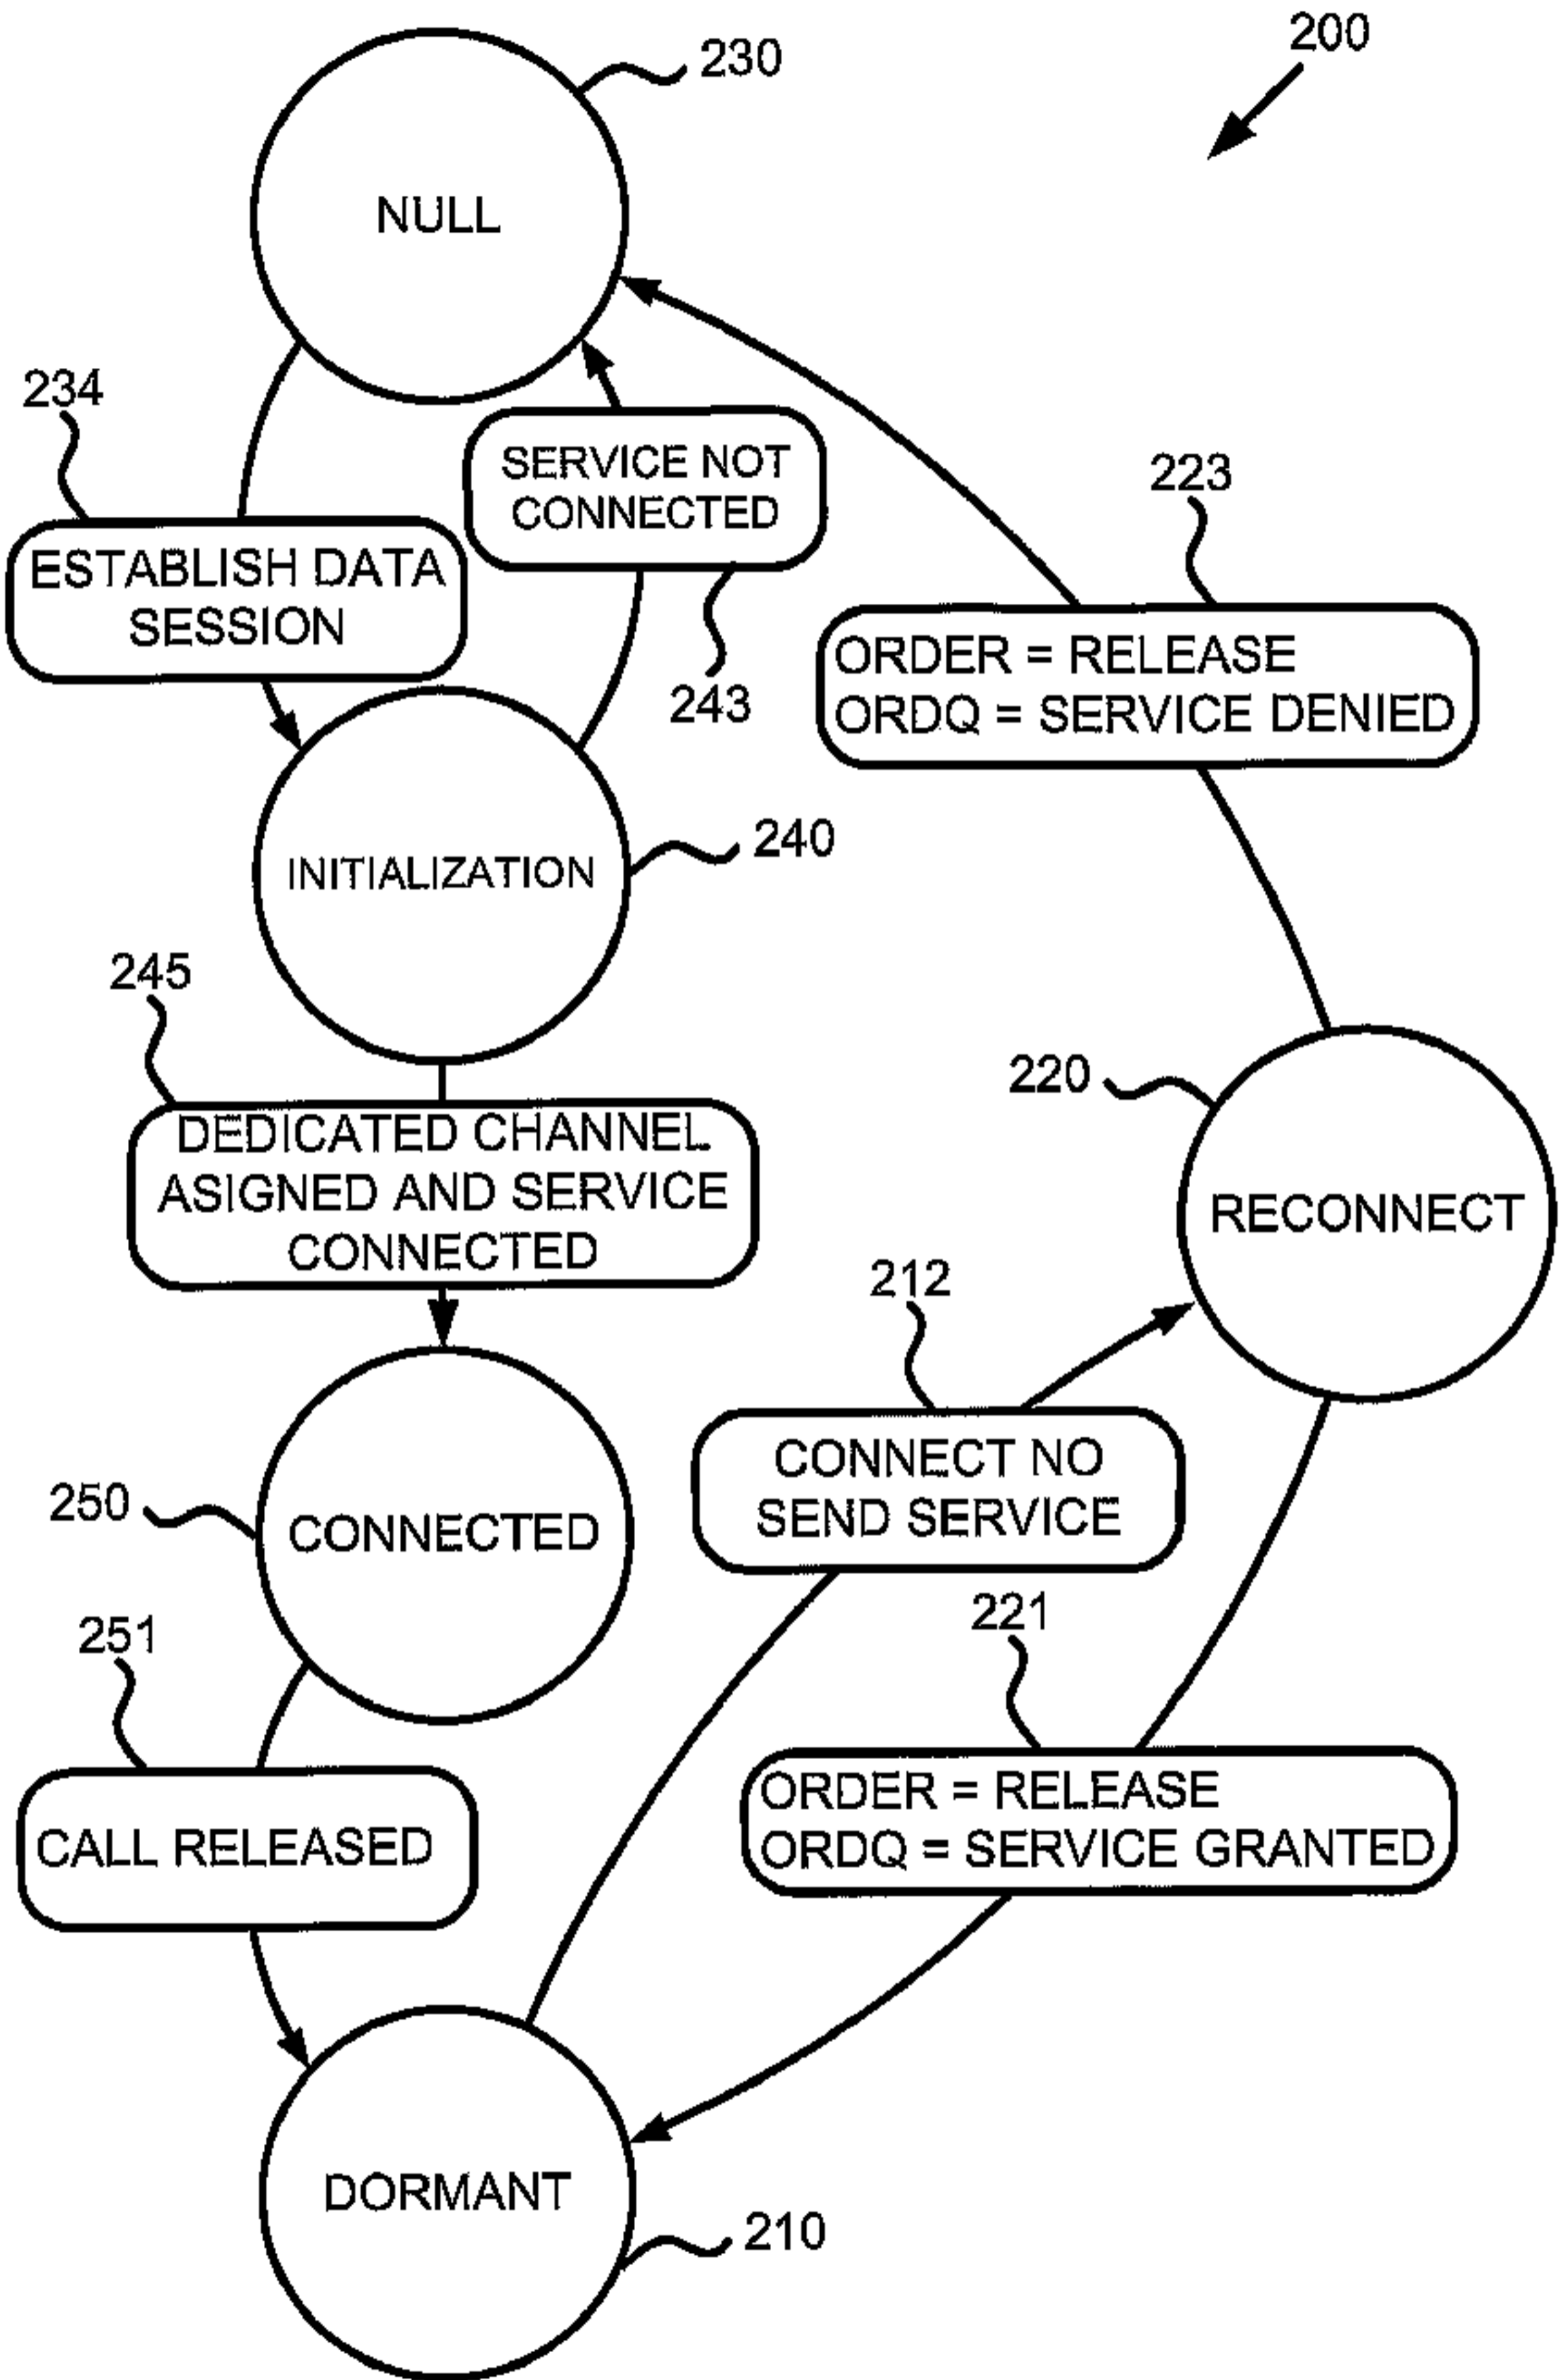 200
230
NULL
234
SERVICE NOT
CONNECTED
223
ESTABLISH DATA
SESSION
243
ORDER = RELEASE
ORDQ = SERVICE DENIED
240
INITIALIZATION
245
220
DEDICATED CHANNEL
ASIGNED AND SERVICE
CONNECTED
RECONNECT
212
CONNECT NO
SEND SERVICE
250
CONNECTED
251
221
ORDER = RELEASE
ORDQ = SERVICE GRANTED
CALL RELEASED
DORMANT
210